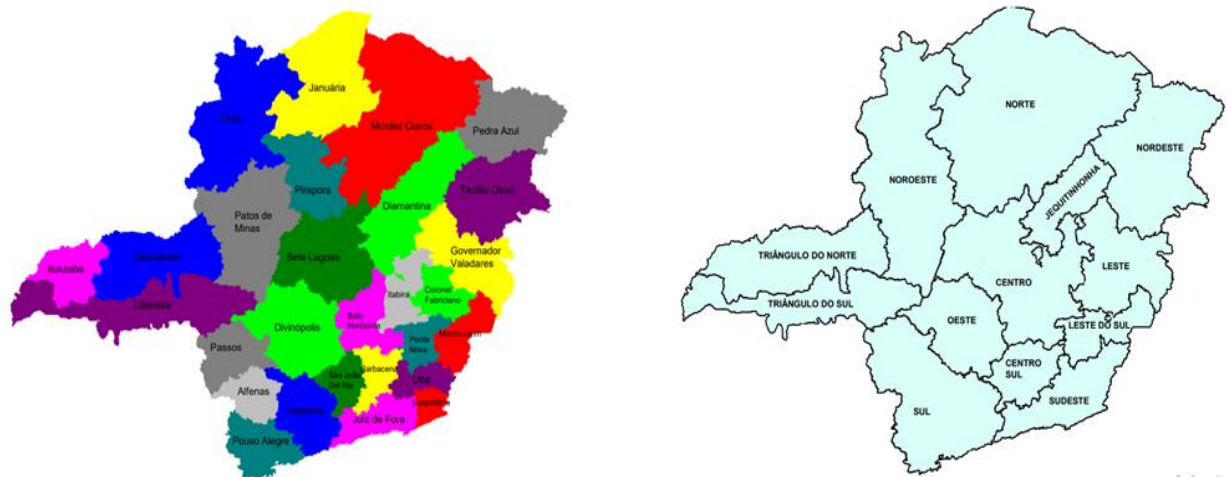 Januária
Unaí
Montes Claros
Pedra Azul
Pirapora
Teófilo Otoni
Diamantina
Patos de
Minas
Sete Lagoas
Governador
Valadares
Uberlândia
Ituiutaba
Itabira
Coronel
Fabriciano
Uberaba
Divinópolis
Belo
Horizonte
Manhuaçu
Ponte
Nova
Passos
São João
Del Rei
Barbacena
Ubá
Alfenas
Varginha
Leopoldina
Juiz de Fora
Pouso Alegre
NORTE
NORDESTE
NOROESTE
JEQUITINHONHA
TRIÂNGULO DO NORTE
CENTRO
LESTE
TRIÂNGULO DO SUL
OESTE
LESTE DO SUL
CENTRO
SUL
SUDESTE
SUL